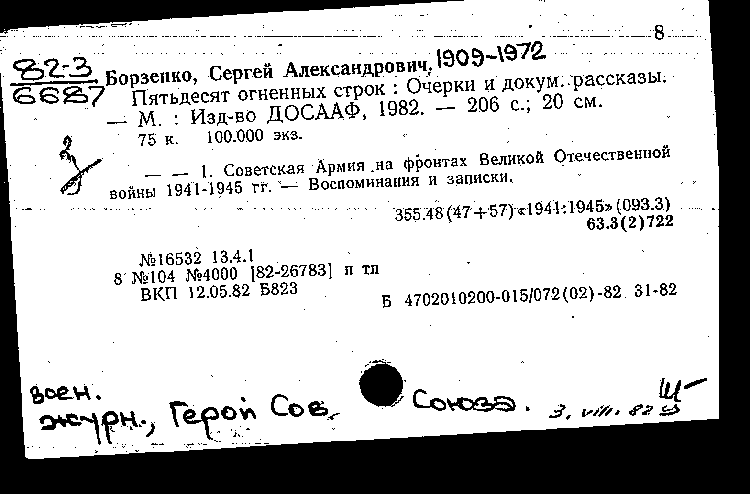 8
82-3
6687
Борзенко, Сергей Александрович, 1909-1972
Пятьдесят огненных строк : Очерки и докум. рассказы.
— М. : Изд-во ДОСААФ, 1982. — 206 с.; 20 см.
75 к. 100.000 экз.
— — 1. Советская Армия на фронтах Великой Отечественной
войны 1941-1945 гг. — Воспоминания и записки.
355.48(47+57)«1941:1945»(093.3)
63.3(2)722
№16532 13.4.1
8 №104 №4000 [82-26783] п тп
ВКП 12.05.82 Б823
Б 4702010200-015/072(02)-82 31-82
воен.
журн., Герой Сов. Союза.
3. VIII. 82